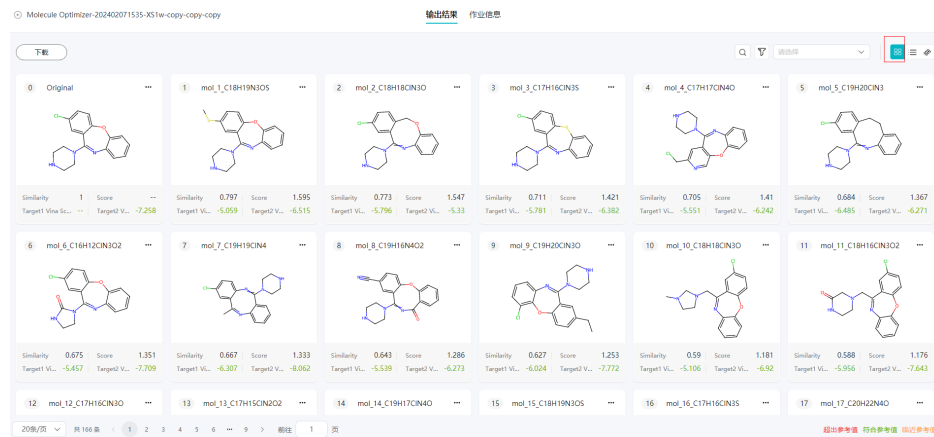 Molecule Optimizer-202402071535-XS1w-copy-copy-copy
输出结果 作业信息
下载
请选择
0 Original ···
1 mol_1_C18H19N3OS ···
2 mol_2_C18H18ClN3O ···
3 mol_3_C17H16ClN3S ···
4 mol_4_C17H17ClN4O ···
5 mol_5_C19H20ClN3 ···
Similarity 1 Score --
Target1 Vina Sc... -- Target2 V... -7.258
Similarity 0.797 Score 1.595
Target1 Vi... -5.059 Target2 V... -6.515
Similarity 0.773 Score 1.547
Target1 Vi... -5.796 Target2 Vi... -5.33
Similarity 0.711 Score 1.421
Target1 Vi... -5.781 Target2 V... -6.382
Similarity 0.705 Score 1.41
Target1 Vi... -5.551 Target2 V... -6.242
Similarity 0.684 Score 1.367
Target1 Vi... -6.485 Target2 V... -6.271
6 mol_6_C16H12ClN3O2 ···
7 mol_7_C19H19ClN4 ···
8 mol_8_C19H16N4O2 ···
9 mol_9_C19H20ClN3O ···
10 mol_10_C18H18ClN3O ···
11 mol_11_C18H16ClN3O2 ···
Similarity 0.675 Score 1.351
Target1 Vi... -5.457 Target2 V... -7.709
Similarity 0.667 Score 1.333
Target1 Vi... -6.307 Target2 V... -8.062
Similarity 0.643 Score 1.286
Target1 Vi... -5.539 Target2 V... -6.273
Similarity 0.627 Score 1.253
Target1 Vi... -6.024 Target2 V... -7.772
Similarity 0.59 Score 1.181
Target1 Vi... -5.106 Target2 Vi... -6.92
Similarity 0.588 Score 1.176
Target1 Vi... -5.956 Target2 V... -7.643
12 mol_12_C17H16ClN3O ···
13 mol_13_C17H15ClN2O2 ···
14 mol_14_C19H17ClN4O ···
15 mol_15_C18H19N3OS ···
16 mol_16_C17H16ClN3S ···
17 mol_17_C20H22N4O ···
20条/页 共 166 条 < 1 2 3 4 5 6 ··· 9 > 前往 1 页
超出参考值 符合参考值 临近参考值